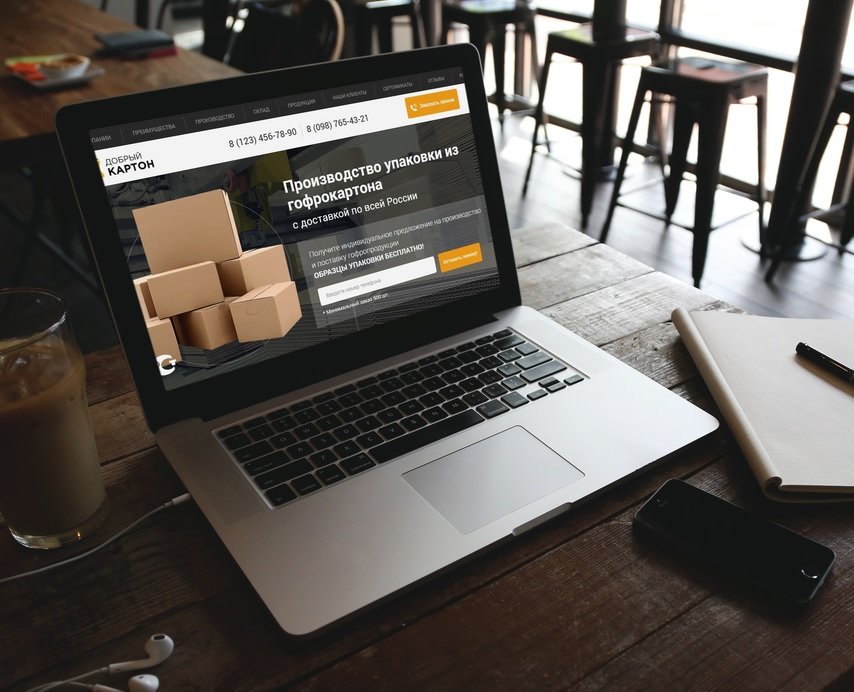 ПАНИИ ПРЕИМУЩЕСТВА ПРОИЗВОДСТВО СКЛАД ПРОДУКЦИЯ НАШИ КЛИЕНТЫ СЕРТИФИКАТЫ ОТЗЫВЫ
ДОБРЫЙ
КАРТОН
8 (123) 456-78-90
8 (098) 765-43-21
Заказать звонок
Производство упаковки из
гофрокартона
с доставкой по всей России
Получите индивидуальное предложение на производство
и поставку гофропродукции
ОБРАЗЦЫ УПАКОВКИ БЕСПЛАТНО!
Введите номер телефона
Оставить заявку!
* Минимальный заказ 500 шт.